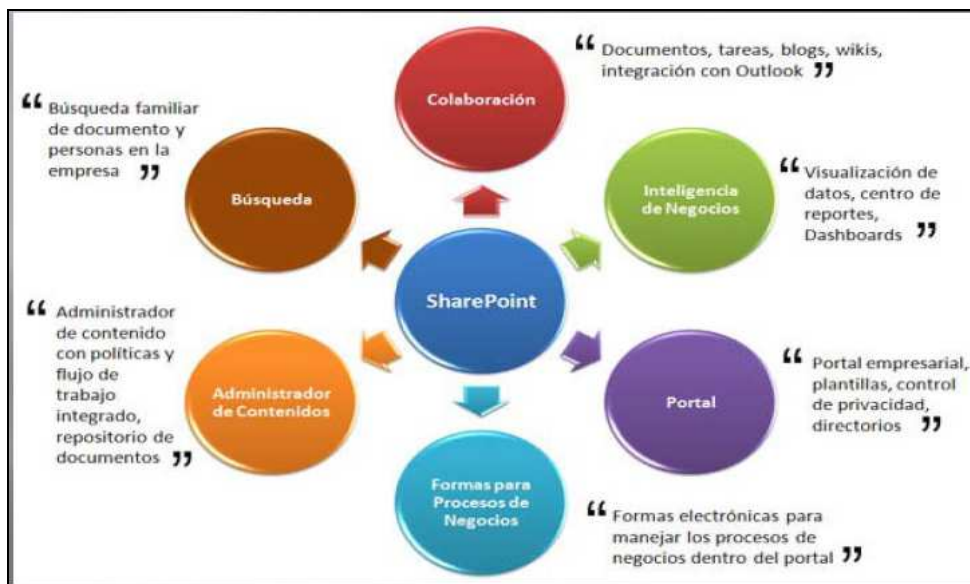 “ Documentos, tareas, blogs, wikis,
integración con Outlook ”
Colaboración
“ Búsqueda familiar
de documento y
personas en la
empresa ”
Búsqueda
Inteligencia
de Negocios
“ Visualización de
datos, centro de
reportes,
Dashboards ”
SharePoint
“ Administrador
de contenido
con políticas y
flujo de
trabajo
integrado,
repositorio de
documentos ”
Administrador
de Contenidos
Portal
“ Portal empresarial,
plantillas, control
de privacidad,
directorios ”
Formas para
Procesos de
Negocios
“ Formas electrónicas para
manejar los procesos de
negocios dentro del portal ”